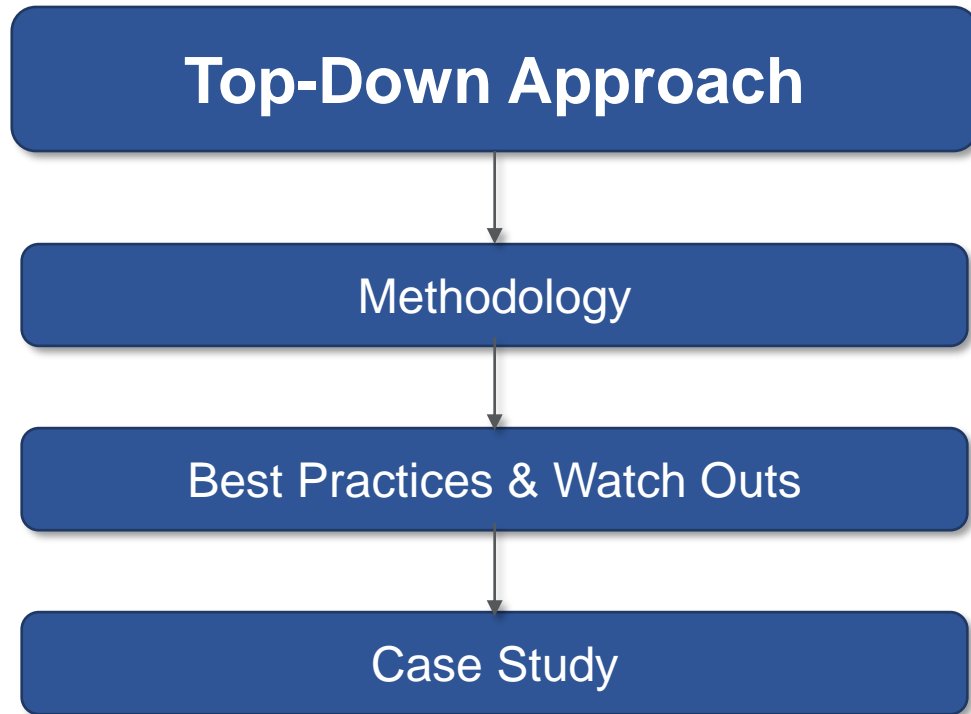 Top-Down Approach
Methodology
Best Practices & Watch Outs
Case Study